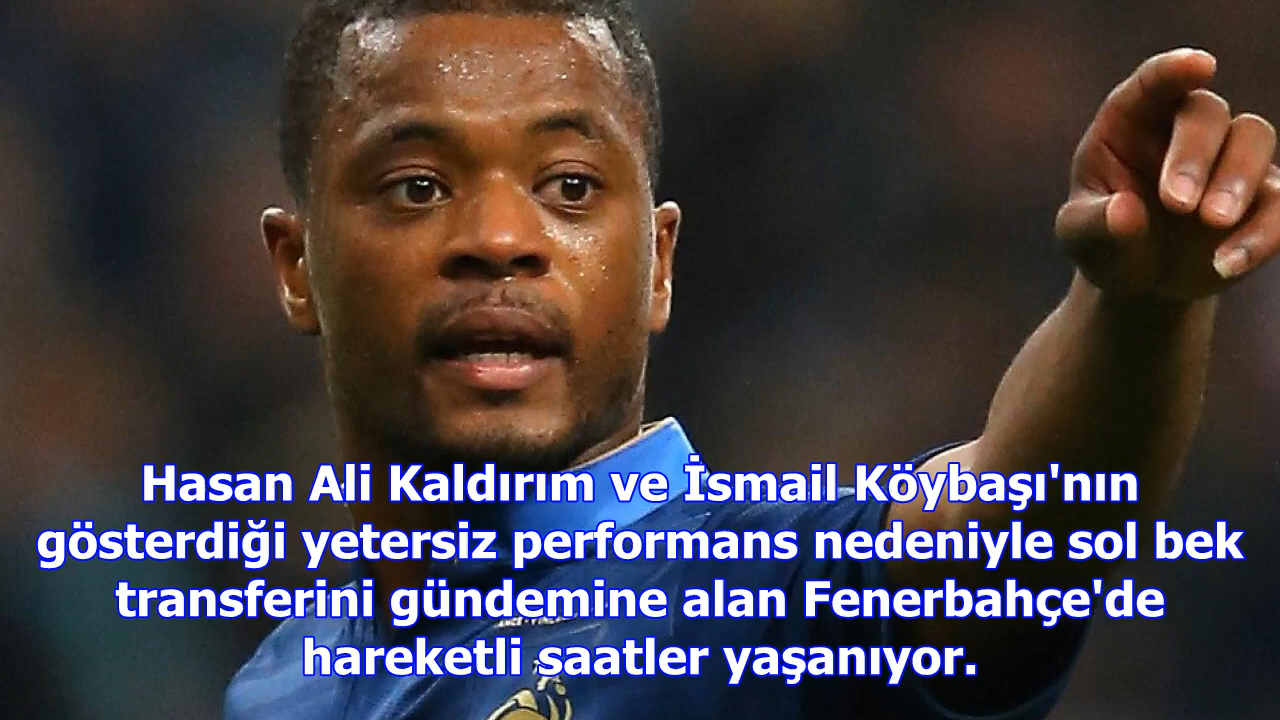 Hasan Ali Kaldırım ve İsmail Köybaşı'nın
gösterdiği yetersiz performans nedeniyle sol bek
transferini gündemine alan Fenerbahçe'de
hareketli saatler yaşanıyor.